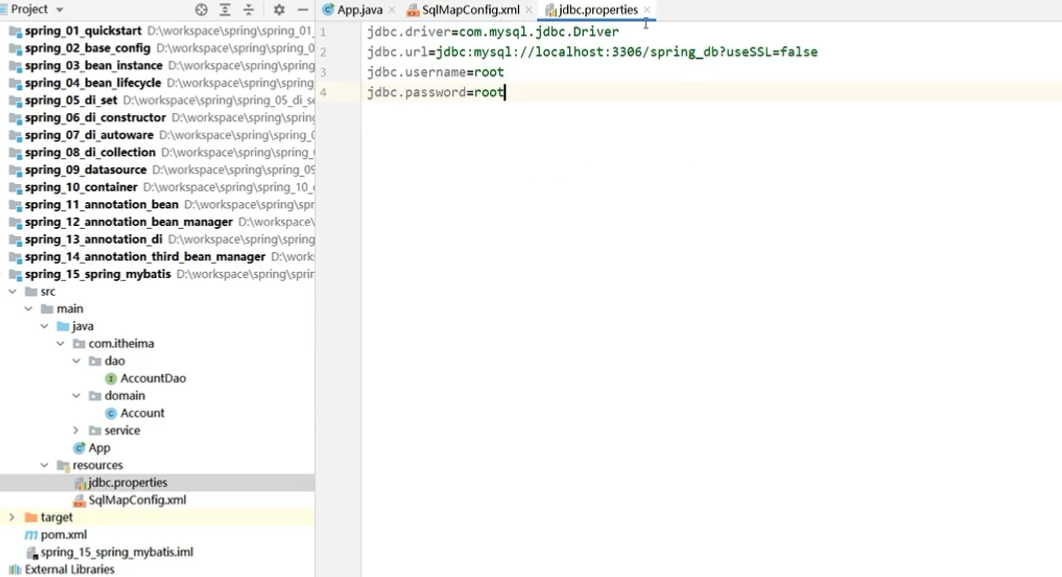 Project
App.java
SqlMapConfig.xml
jdbc.properties
spring_01_quickstart D:\workspace\spring\spring_01_
spring_02_base_config D:\workspace\spring\spring_
spring_03_bean_instance D:\workspace\spring\spring
spring_04_bean_lifecycle D:\workspace\spring\spring
spring_05_di_set D:\workspace\spring\spring_05_di_se
spring_06_di_constructor D:\workspace\spring\spring
spring_07_di_autoware D:\workspace\spring\spring_0
spring_08_di_collection D:\workspace\spring\spring_
spring_09_datasource D:\workspace\spring\spring_09
spring_10_container D:\workspace\spring\spring_10_
spring_11_annotation_bean D:\workspace\spring\spr
spring_12_annotation_bean_manager D:\workspace\
spring_13_annotation_di D:\workspace\spring\spring
spring_14_annotation_third_bean_manager D:\works
spring_15_spring_mybatis D:\workspace\spring\sprin
src
main
java
com.itheima
dao
AccountDao
domain
Account
service
App
resources
jdbc.properties
SqlMapConfig.xml
target
pom.xml
spring_15_spring_mybatis.iml
External Libraries
1 jdbc.driver=com.mysql.jdbc.Driver
2 jdbc.url=jdbc:mysql://localhost:3306/spring_db?useSSL=false
3 jdbc.username=root
4 jdbc.password=root